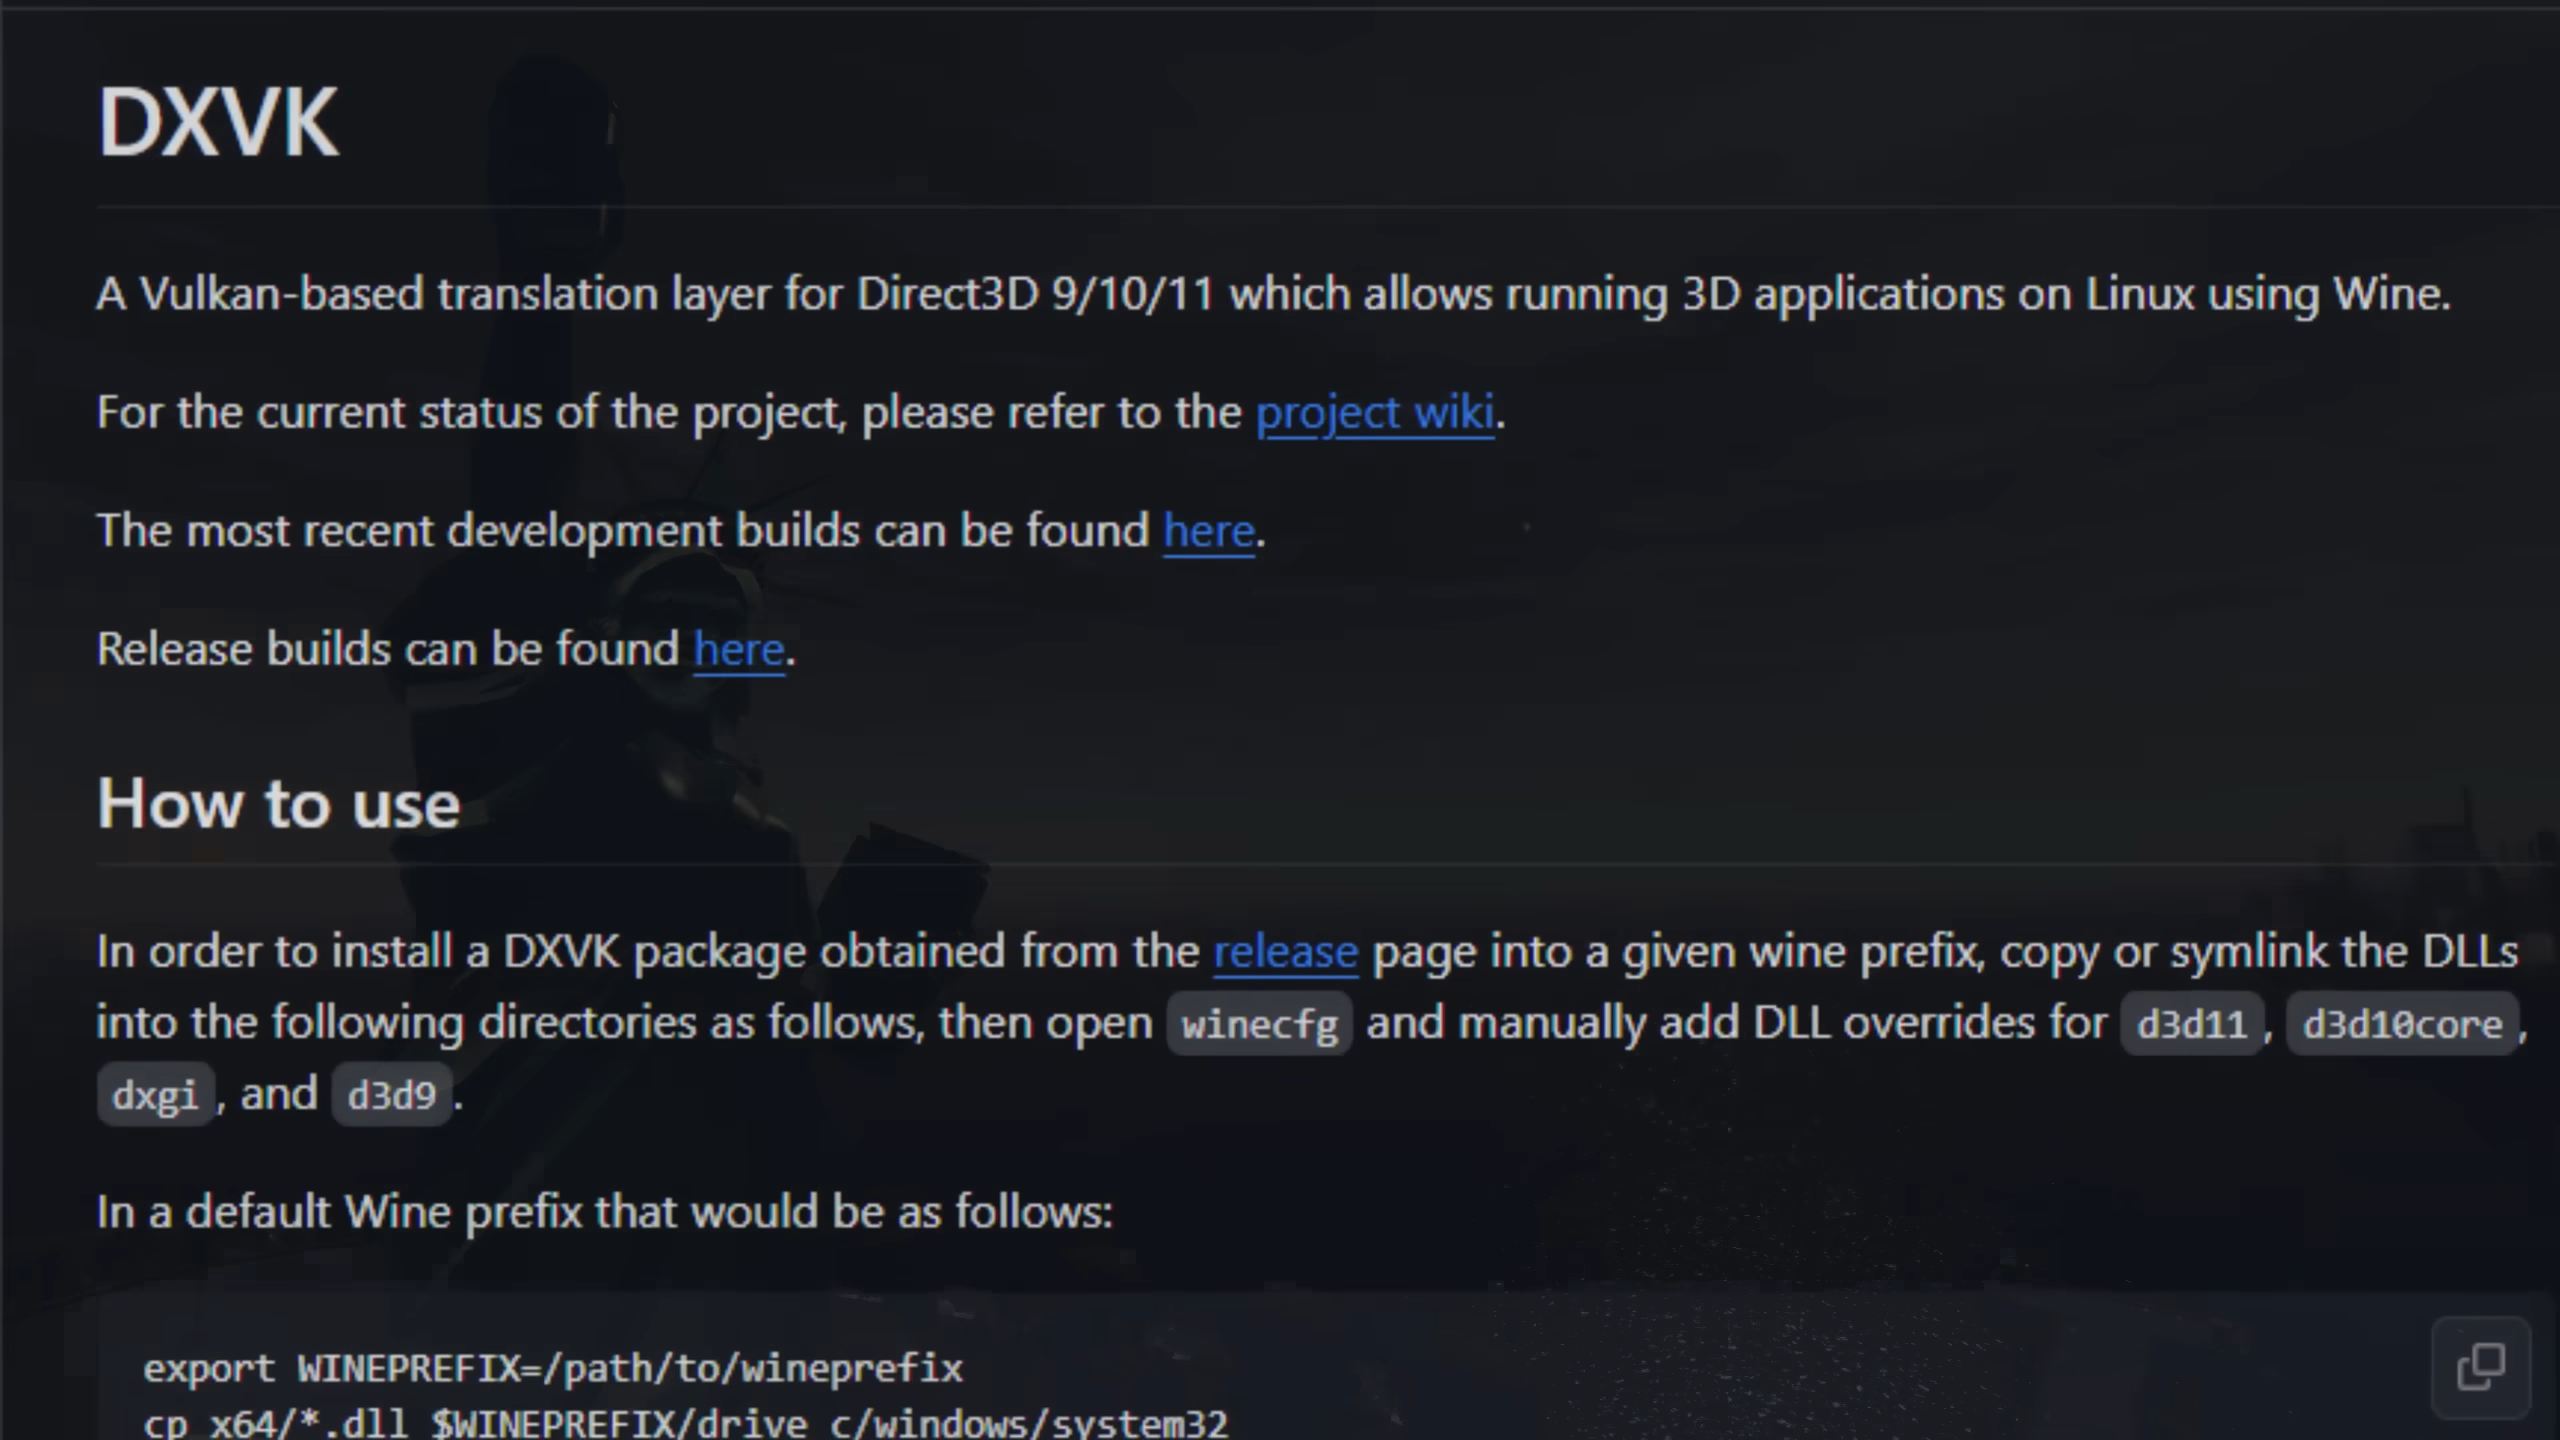 DXVK
A Vulkan-based translation layer for Direct3D 9/10/11 which allows running 3D applications on Linux using Wine.
For the current status of the project, please refer to the project wiki.
The most recent development builds can be found here.
Release builds can be found here.
How to use
In order to install a DXVK package obtained from the release page into a given wine prefix, copy or symlink the DLLs
into the following directories as follows, then open winecfg and manually add DLL overrides for d3d11, d3d10core,
dxgi, and d3d9.
In a default Wine prefix that would be as follows:
export WINEPREFIX=/path/to/wineprefix
cp x64/*.dll $WINEPREFIX/drive_c/windows/system32